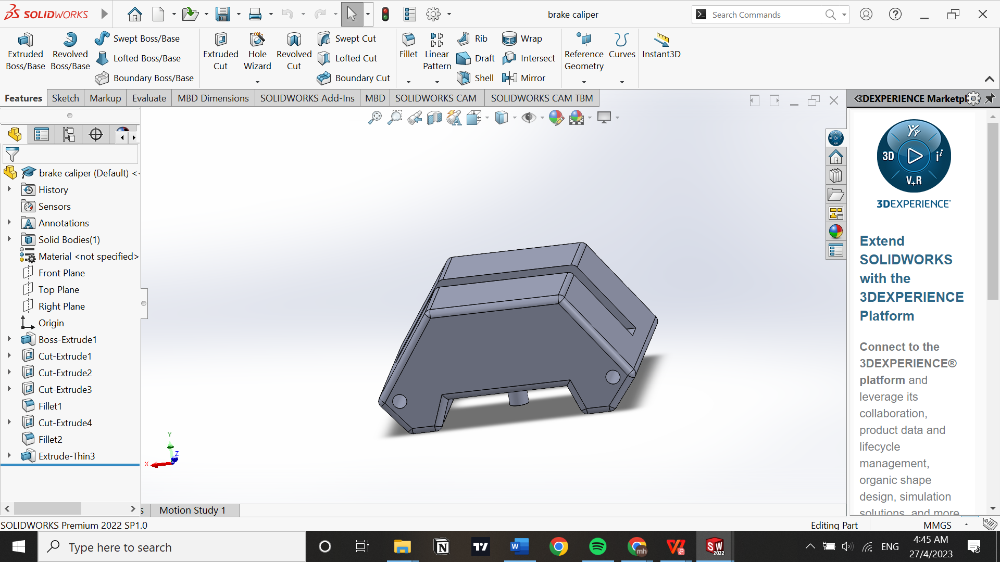 SOLIDWORKS
brake caliper
Search Commands
Extruded Boss/Base
Revolved Boss/Base
Swept Boss/Base
Lofted Boss/Base
Boundary Boss/Base
Extruded Cut
Hole Wizard
Revolved Cut
Swept Cut
Lofted Cut
Boundary Cut
Fillet
Linear Pattern
Rib
Draft
Shell
Wrap
Intersect
Mirror
Reference Geometry
Curves
Instant3D
Features
Sketch
Markup
Evaluate
MBD Dimensions
SOLIDWORKS Add-Ins
MBD
SOLIDWORKS CAM
SOLIDWORKS CAM TBM
DEXPERIENCE Marketpl
brake caliper (Default) <
History
Sensors
Annotations
Solid Bodies(1)
Material <not specified>
Front Plane
Top Plane
Right Plane
Origin
Boss-Extrude1
Cut-Extrude1
Cut-Extrude2
Cut-Extrude3
Fillet1
Cut-Extrude4
Fillet2
Extrude-Thin3
Y
Z
X
3D
V+R
3DEXPERIENCE®
Extend
SOLIDWORKS
with the
3DEXPERIENCE
Platform
Connect to the
3DEXPERIENCE®
platform and
leverage its
collaboration,
product data and
lifecycle
management,
organic shape
design, simulation
solutions, and more
s
Motion Study 1
SOLIDWORKS Premium 2022 SP1.0
Editing Part
MMGS
Type here to search
N
W
mh
SW
2022
ENG
4:45 AM
27/4/2023